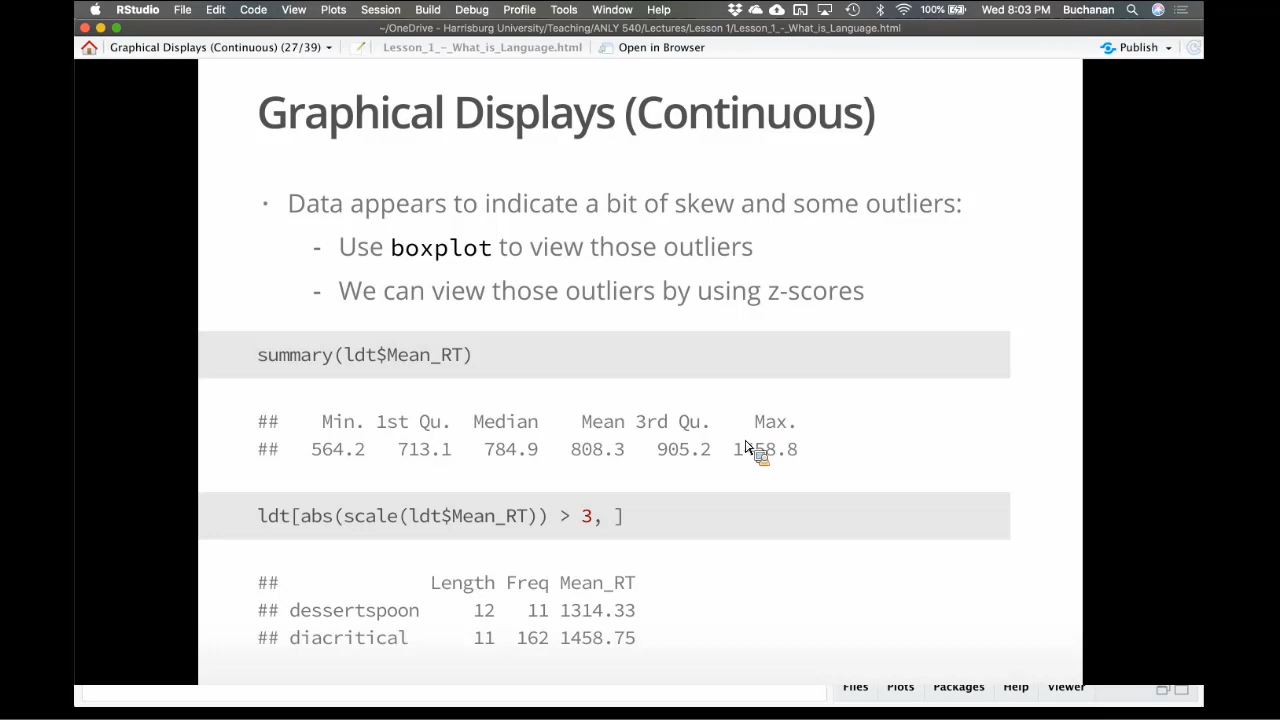 RStudio File Edit Code View Plots Session Build Debug Profile Tools Window Help 100% Wed 8:03 PM Buchanan
~/OneDrive - Harrisburg University/Teaching/ANLY 540/Lectures/Lesson 1/Lesson_1_-_What_is_Language.html
Graphical Displays (Continuous) (27/39) Lesson_1_-_What_is_Language.html Open in Browser Publish
Graphical Displays (Continuous)
· Data appears to indicate a bit of skew and some outliers:
- Use boxplot to view those outliers
- We can view those outliers by using z-scores
summary(ldt$Mean_RT)
## Min. 1st Qu. Median Mean 3rd Qu. Max.
## 564.2 713.1 784.9 808.3 905.2 1458.8
ldt[abs(scale(ldt$Mean_RT)) > 3, ]
## Length Freq Mean_RT
## dessertspoon 12 11 1314.33
## diacritical 11 162 1458.75
Files Plots Packages Help Viewer